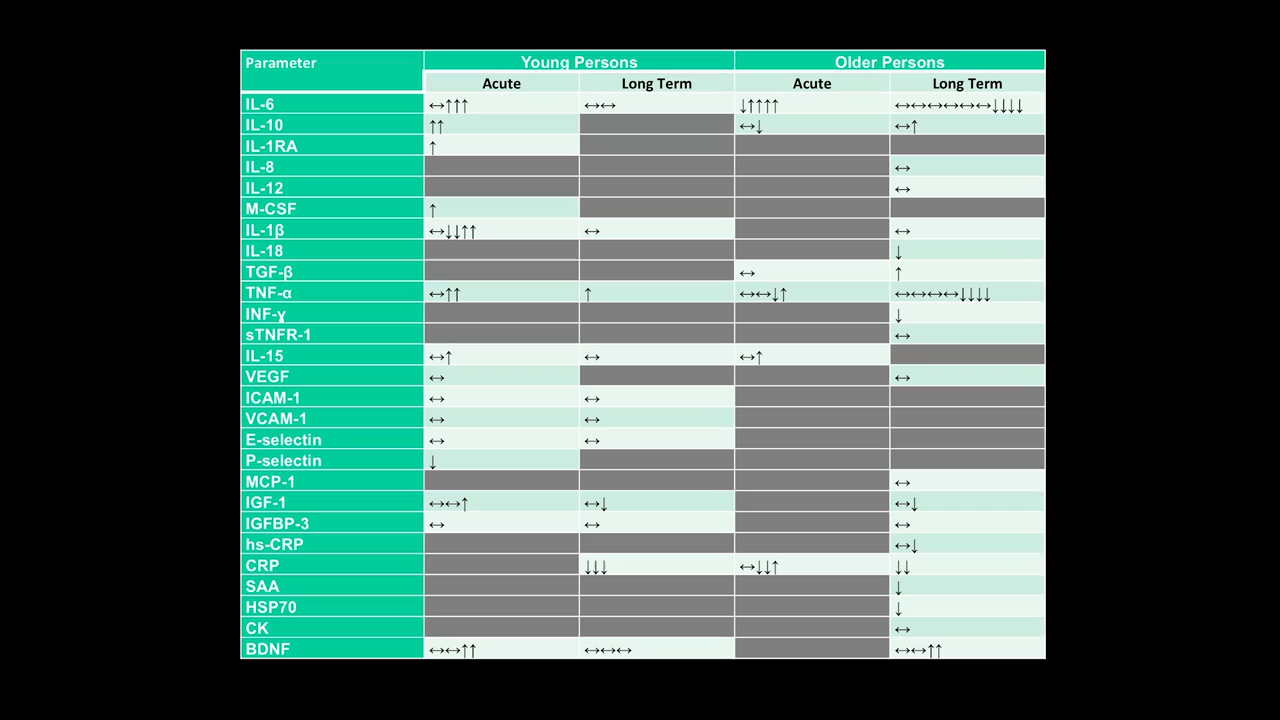 Parameter Young Persons Older Persons
Acute Long Term Acute Long Term
IL-6 ↔↑↑↑ ↔↔ ↓↑↑↑↑ ↔↔↔↔↔↔↓↓↓↓
IL-10 ↑↑ ↔↓ ↔↑
IL-1RA ↑
IL-8 ↔
IL-12 ↔
M-CSF ↑
IL-1β ↔↓↓↑↑ ↔ ↔
IL-18 ↓
TGF-β ↔ ↑
TNF-α ↔↑↑ ↑ ↔↔↓↑ ↔↔↔↔↓↓↓↓
INF-ɣ ↓
sTNFR-1 ↔
IL-15 ↔↑ ↔ ↔↑
VEGF ↔ ↔
ICAM-1 ↔ ↔
VCAM-1 ↔ ↔
E-selectin ↔ ↔
P-selectin ↓
MCP-1 ↔
IGF-1 ↔↔↑ ↔↓ ↔↓
IGFBP-3 ↔ ↔ ↔
hs-CRP ↔↓
CRP ↓↓↓ ↔↓↓↑ ↓↓
SAA ↓
HSP70 ↓
CK ↔
BDNF ↔↔↑↑ ↔↔↔ ↔↔↑↑